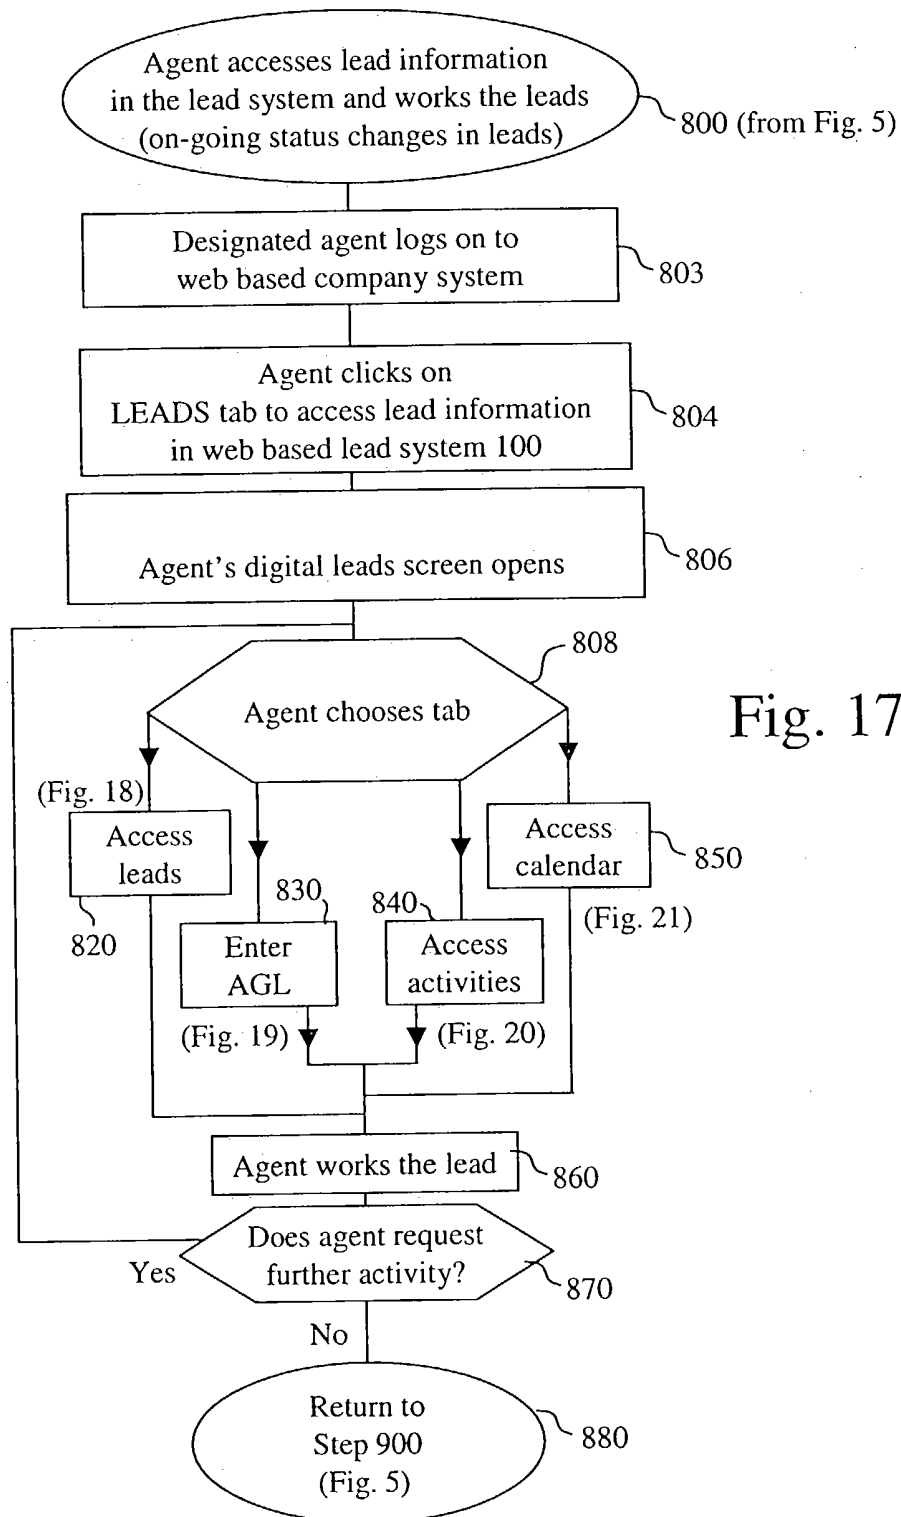 Agent accesses lead information
in the lead system and works the leads
(on-going status changes in leads)
800 (from Fig. 5)
Designated agent logs on to
web based company system
803
Agent clicks on
LEADS tab to access lead information
in web based lead system 100
804
Agent's digital leads screen opens
806
808
Agent chooses tab
Fig. 17
(Fig. 18)
Access
leads
820
830
Enter
AGL
(Fig. 19)
840
Access
activities
(Fig. 20)
Access
calendar
850
(Fig. 21)
Agent works the lead
860
Does agent request
further activity?
870
Yes
No
Return to
Step 900
(Fig. 5)
880